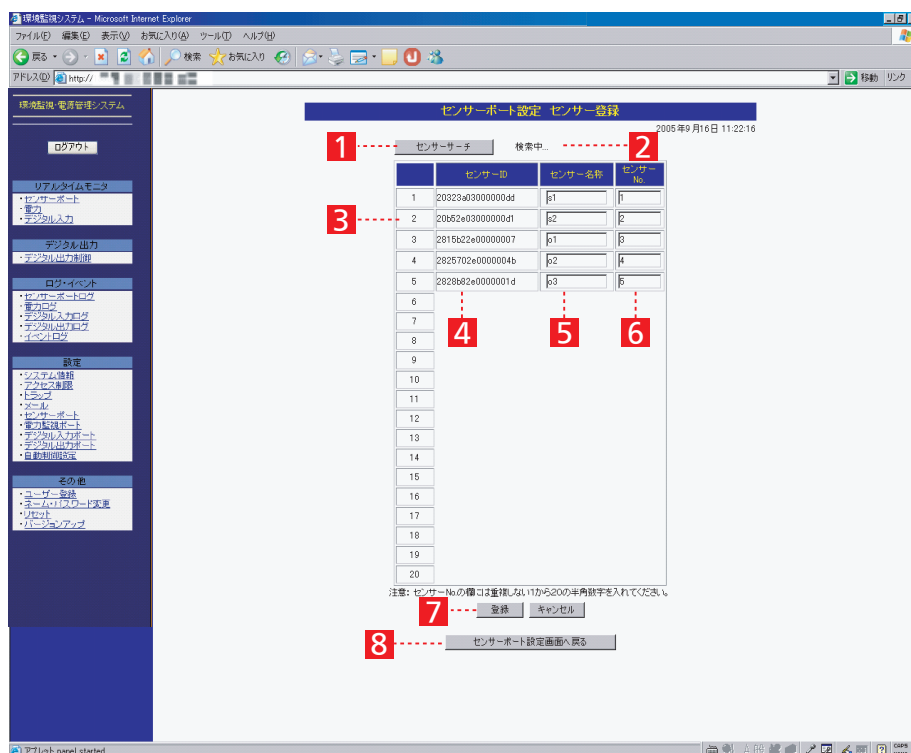 環境監視システム - Microsoft Internet Explorer
ファイル(F) 編集(E) 表示(V) お気に入り(A) ツール(T) ヘルプ(H)
戻る 検索 お気に入り
アドレス(D) http:// 移動 リンク
環境監視・電源管理システム
ログアウト
リアルタイムモニタ
・センサーポート
・電力
・デジタル入力
デジタル出力
・デジタル出力制御
ログ・イベント
・センサーポートログ
・電力ログ
・デジタル入力ログ
・デジタル出力ログ
・イベントログ
設定
・システム情報
・アクセス制限
・トラップ
・メール
・センサーポート
・電力監視ポート
・デジタル入力ポート
・デジタル出力ポート
・自動制御設定
その他
・ユーザー登録
・ネーム・パスワード変更
・リセット
・バージョンアップ
センサーポート設定 センサー登録
2005年9月16日 11:22:16
1 センサーサーチ 検索中... 2
センサーID センサー名称 センサーNo.
1 20323a03000000dd s1 1
3 2 20b52e03000000d1 s2 2
3 2815b22e00000007 o1 3
4 2825702e0000004b o2 4
5 2828b82e0000001d o3 5
6
7
4 5 6
8
9
10
11
12
13
14
15
16
17
18
19
20
注意: センサーNo.の欄には重複しない1から20の半角数字を入れてください。
7 登録 キャンセル
8 センサーポート設定画面へ戻る
アプレット panel started
A 般 CAPS